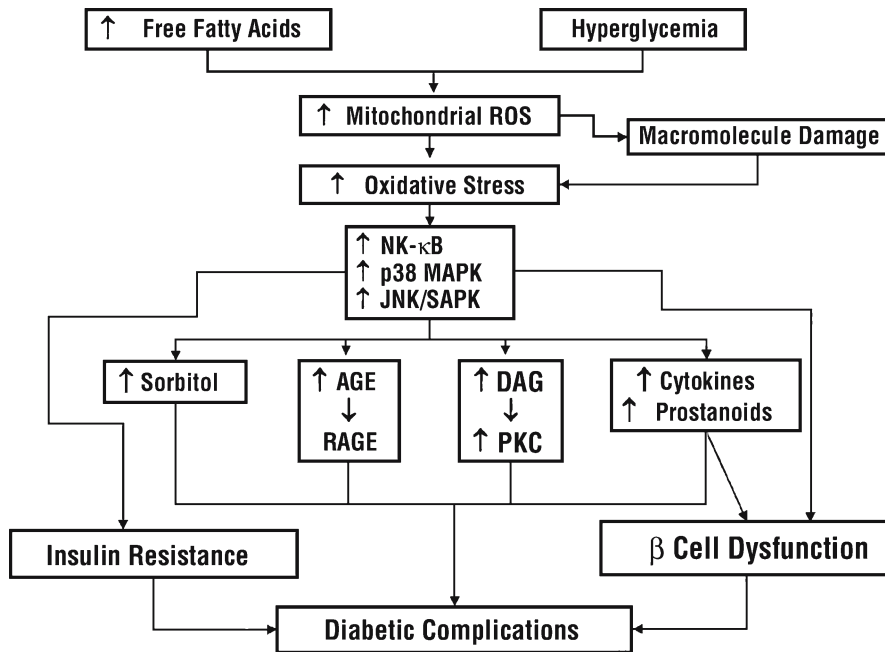 ↑ Free Fatty Acids
Hyperglycemia
↑ Mitochondrial ROS
Macromolecule Damage
↑ Oxidative Stress
↑ NK-κB
↑ p38 MAPK
↑ JNK/SAPK
↑ Sorbitol
↑ AGE
↓
RAGE
↑ DAG
↓
↑ PKC
↑ Cytokines
↑ Prostanoids
Insulin Resistance
β Cell Dysfunction
Diabetic Complications